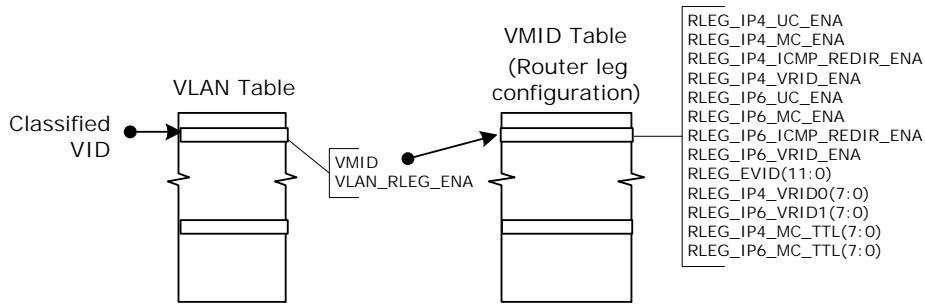 Classified
VID
VLAN Table
VMID
VLAN_RLEG_ENA
VMID Table
(Router leg
configuration)
RLEG_IP4_UC_ENA
RLEG_IP4_MC_ENA
RLEG_IP4_ICMP_REDIR_ENA
RLEG_IP4_VRID_ENA
RLEG_IP6_UC_ENA
RLEG_IP6_MC_ENA
RLEG_IP6_ICMP_REDIR_ENA
RLEG_IP6_VRID_ENA
RLEG_EVID(11:0)
RLEG_IP4_VRID0(7:0)
RLEG_IP6_VRID1(7:0)
RLEG_IP4_MC_TTL(7:0)
RLEG_IP6_MC_TTL(7:0)